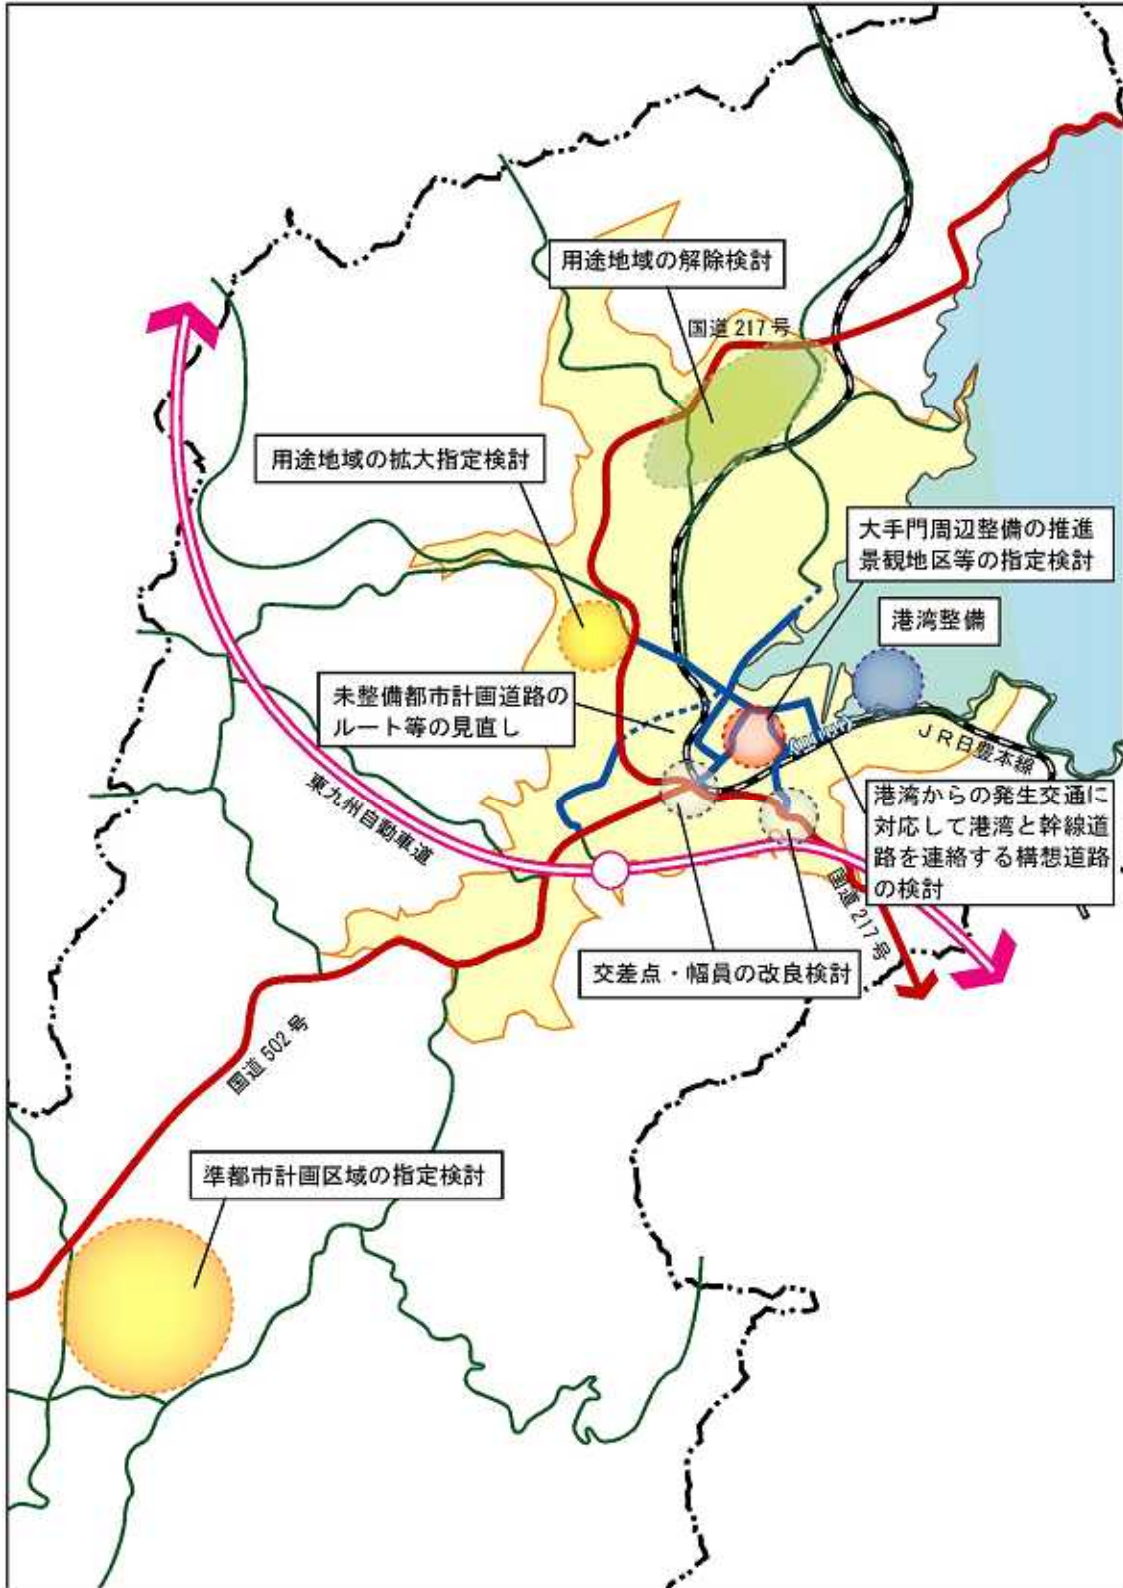 用途地域の解除検討
国道217号
用途地域の拡大指定検討
大手門周辺整備の推進
景観地区等の指定検討
港湾整備
未整備都市計画道路の
ルート等の見直し
JR日豊本線
東九州自動車道
港湾からの発生交通に
対応して港湾と幹線道
路を連絡する構想道路
の検討
国道217号
交差点・幅員の改良検討
国道502号
準都市計画区域の指定検討